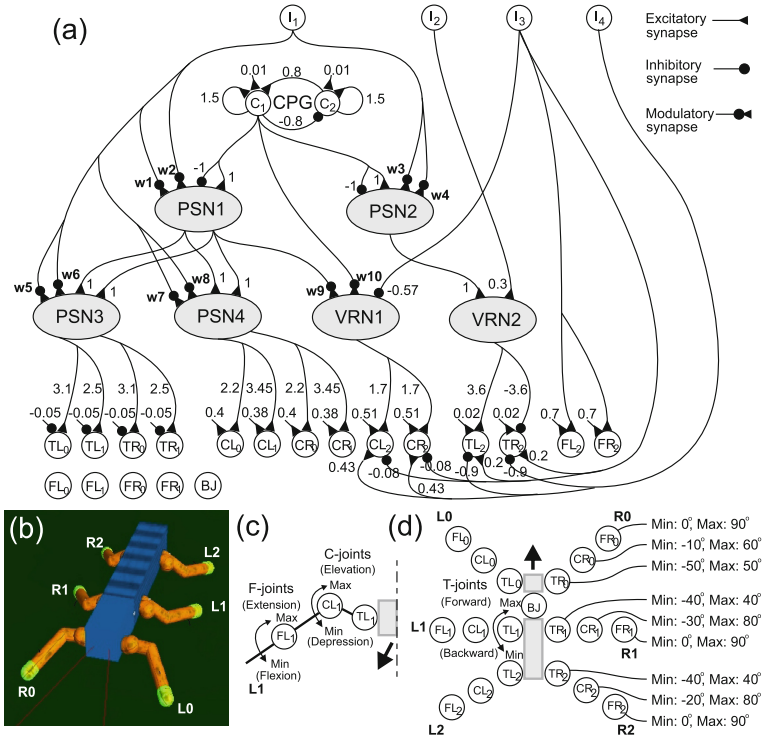 (a)
I1 I2 I3 I4
Excitatory synapse
Inhibitory synapse
Modulatory synapse
0.01 0.8 0.01
1.5 C1 CPG C2 1.5
-0.8
w1 w2 -1 1
-1 1 w3 w4
PSN1 PSN2
w5 w6 1 1
w7 w8 1 1
w9 w10 -0.57
1 0.3
PSN3 PSN4 VRN1 VRN2
3.1 2.5 3.1 2.5 2.2 3.45 2.2 3.45 1.7 1.7 3.6 -3.6
-0.05 -0.05 -0.05 -0.05 0.4 0.38 0.4 0.38 0.51 0.51 0.02 0.02 0.7 0.7
TL0 TL1 TR0 TR1 CL0 CL1 CR0 CR1 CL2 CR2 TL2 TR2 FL2 FR2
0.43 -0.08 -0.08 -0.9 0.2 -0.9 0.2
0.43
FL0 FL1 FR0 FR1 BJ
(b)
R2 L2
R1 L1
R0 L0
(c)
C-joints
(Elevation)
Max
F-joints
(Extension)
Max
CL1 TL1
FL1
Min
(Depression)
Min
(Flexion)
L1
(d)
L0 R0
FL0 FR0
CL0 CR0
TL0 TR0
T-joints
(Forward)
Max BJ
L1 FL1 CL1 TL1 TR1 CR1 FR1
R1
(Backward) Min
TL2 TR2
CL2 CR2
FL2 FR2
L2 R2
Min: 0°, Max: 90°
Min: -10°, Max: 60°
Min: -50°, Max: 50°
Min: -40°, Max: 40°
Min: -30°, Max: 80°
Min: 0°, Max: 90°
Min: -40°, Max: 40°
Min: -20°, Max: 80°
Min: 0°, Max: 90°